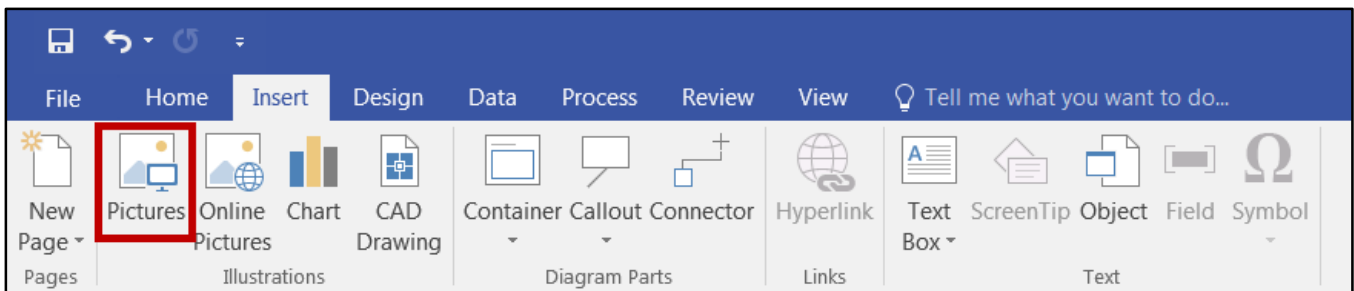 File Home Insert Design Data Process Review View Tell me what you want to do...
New Pictures Online Chart CAD Container Callout Connector Hyperlink Text ScreenTip Object Field Symbol
Page Pictures Drawing Box
Pages Illustrations Diagram Parts Links Text